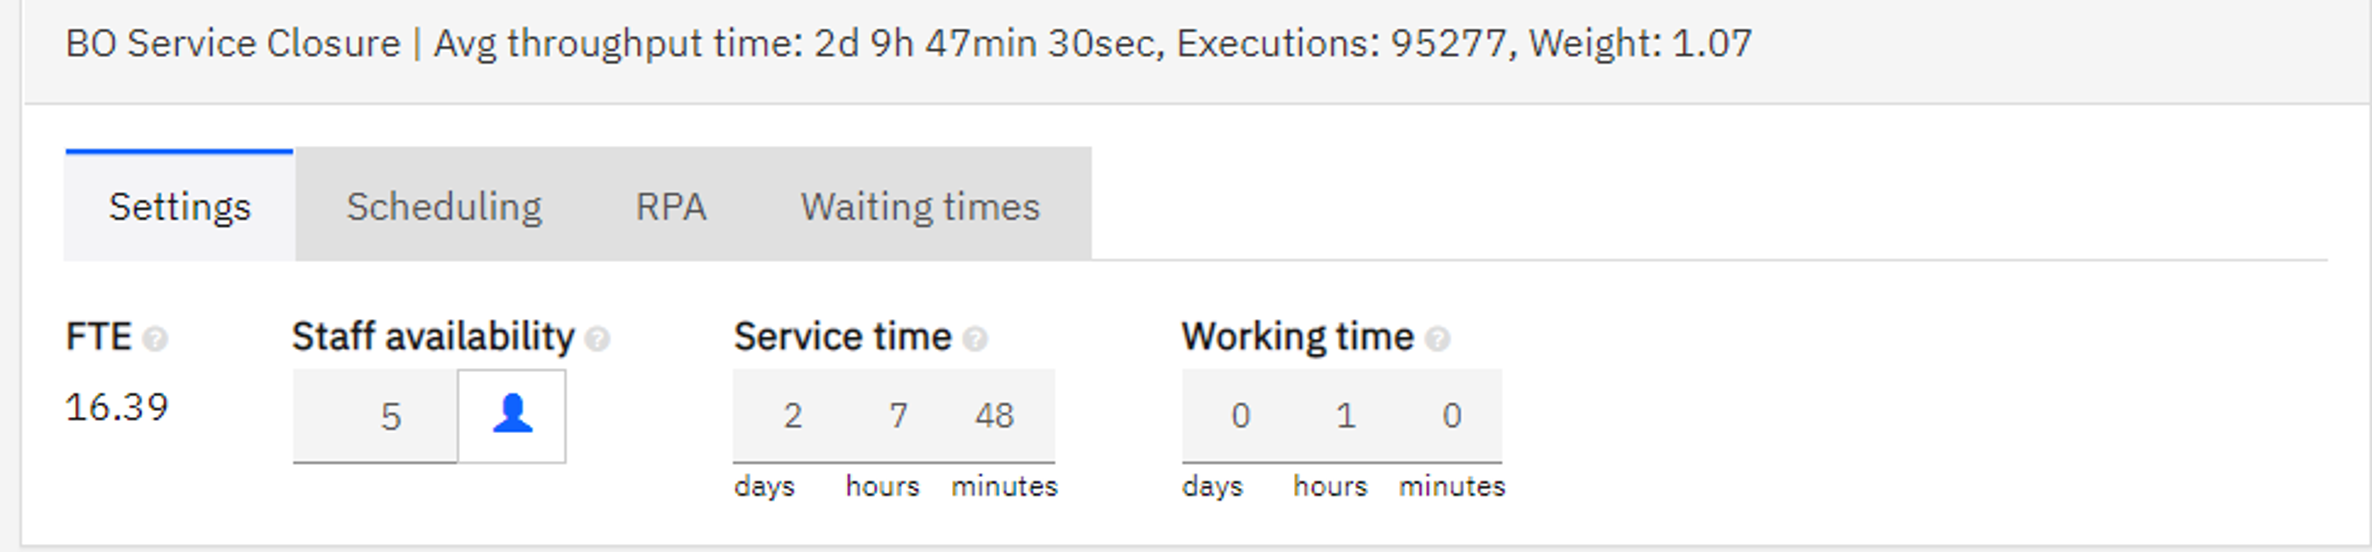 BO Service Closure | Avg throughput time: 2d 9h 47min 30sec, Executions: 95277, Weight: 1.07
Settings Scheduling RPA Waiting times
FTE ? Staff availability ? Service time ? Working time ?
16.39 5 2 7 48 0 1 0
days hours minutes days hours minutes